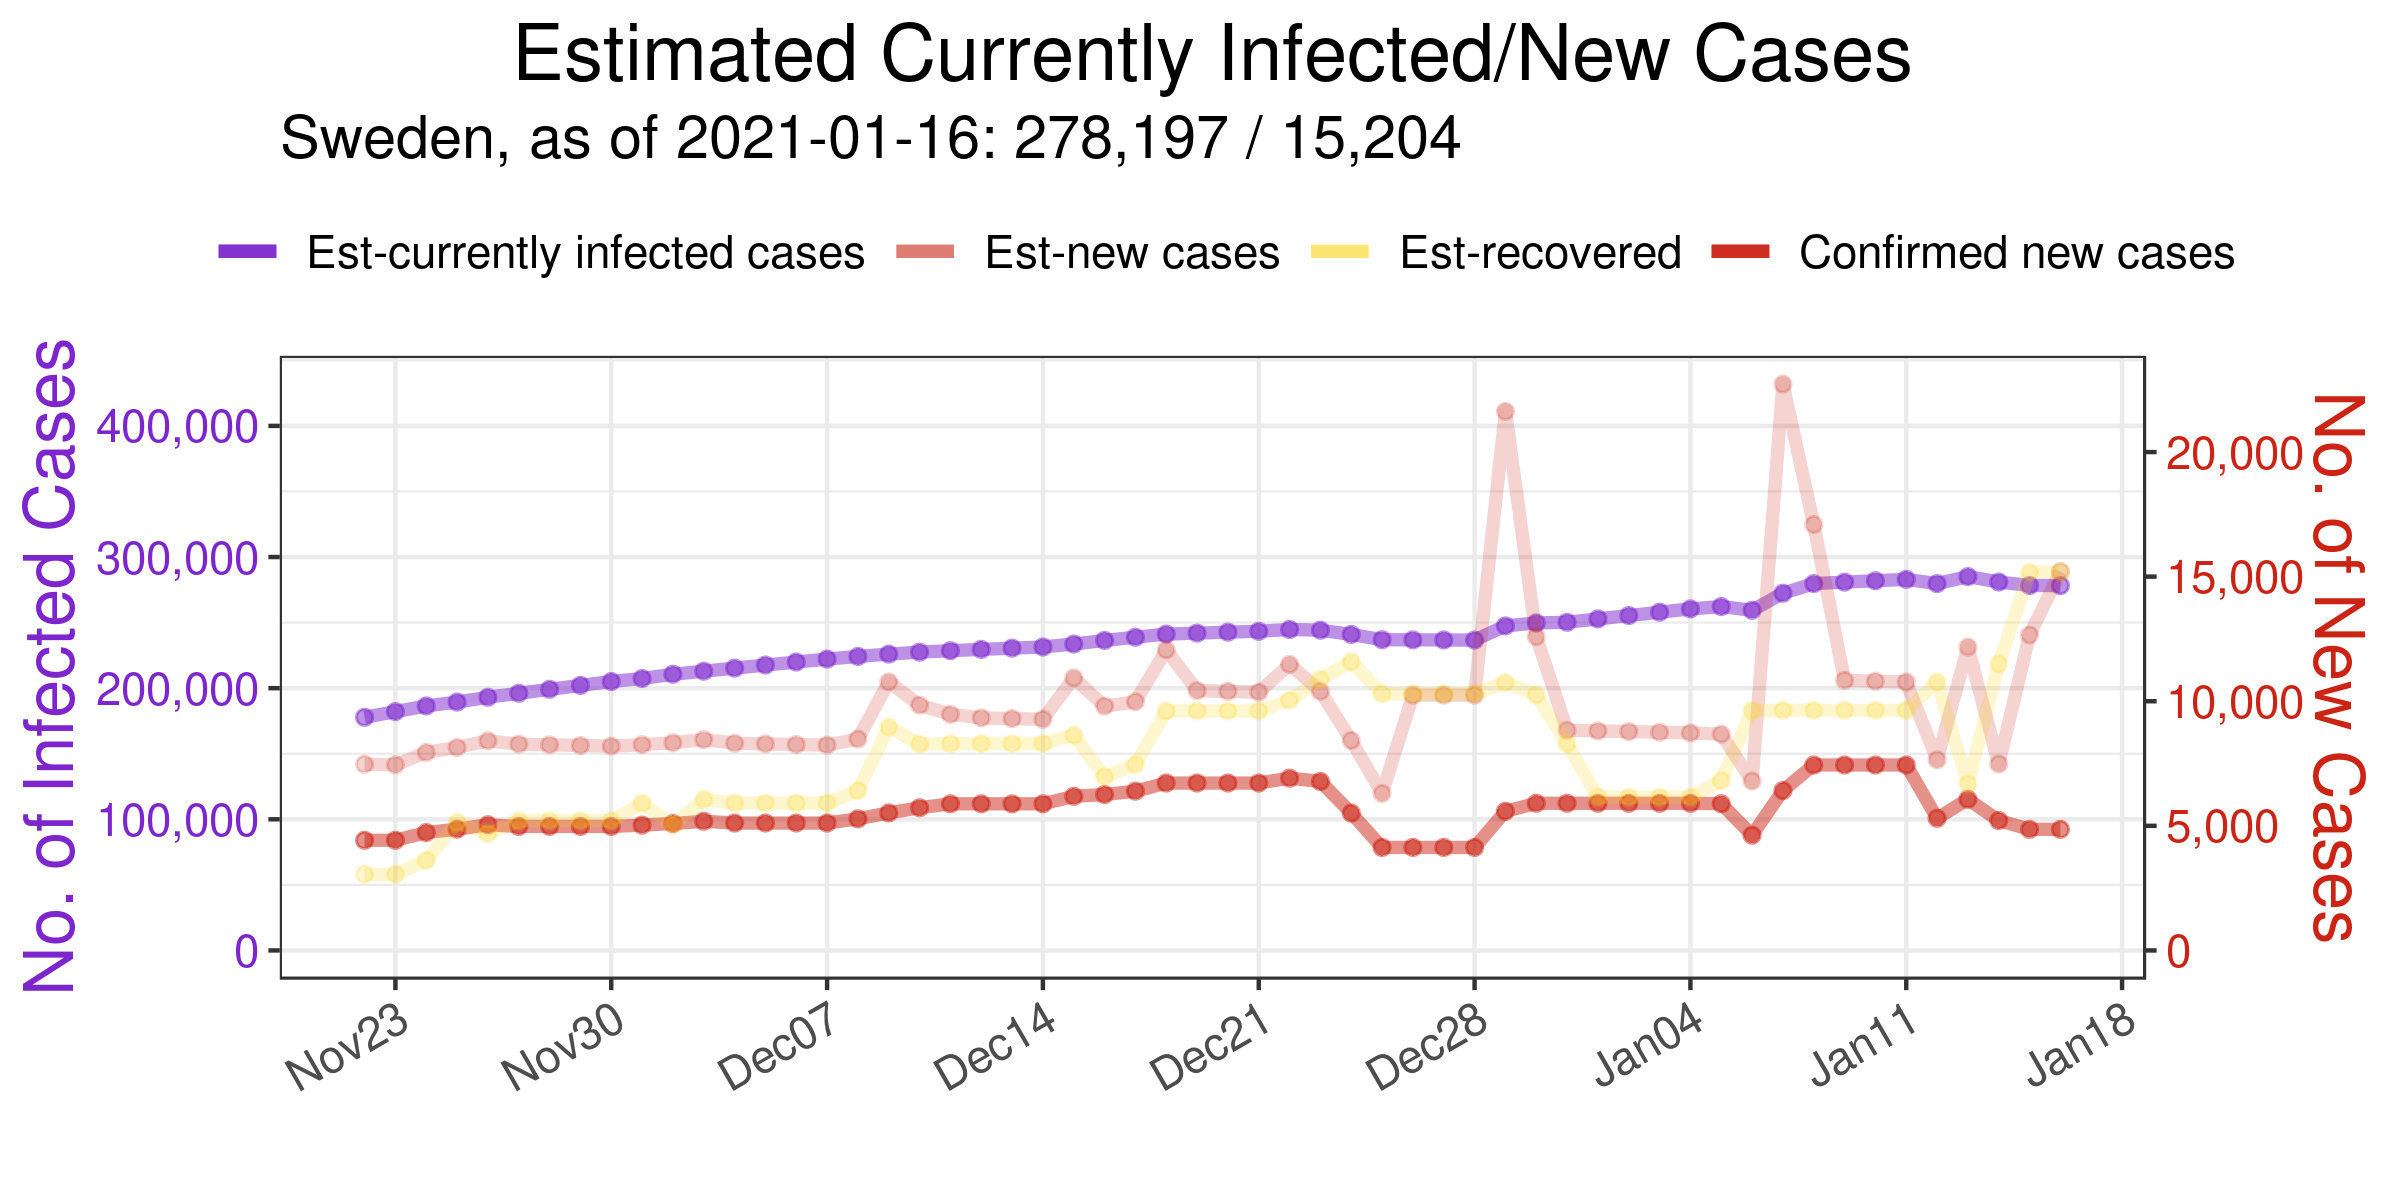 Estimated Currently Infected/New Cases
Sweden, as of 2021-01-16: 278,197 / 15,204
Est-currently infected cases Est-new cases Est-recovered Confirmed new cases
No. of Infected Cases
400,000
300,000
200,000
100,000
0
20,000
15,000
10,000
5,000
0
No. of New Cases
Nov23 Nov30 Dec07 Dec14 Dec21 Dec28 Jan04 Jan11 Jan18